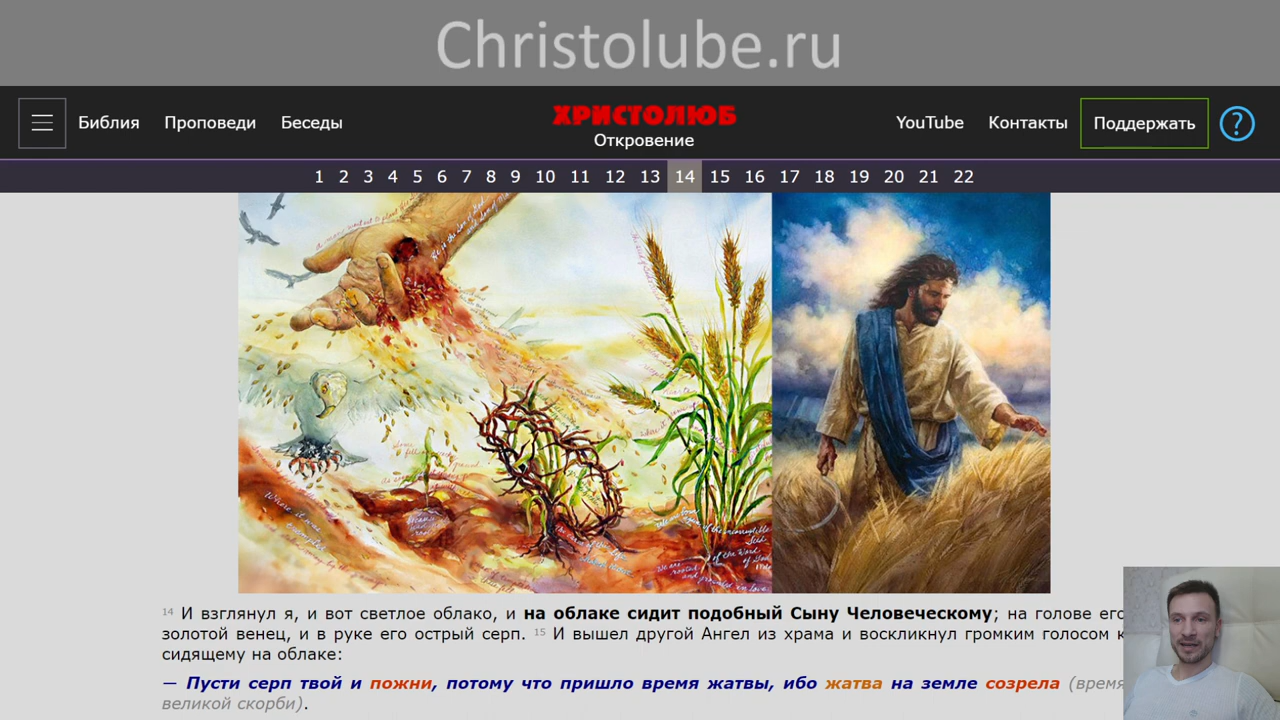 Christolube.ru
Библия Проповеди Беседы
ХРИСТОЛЮБ
Откровение
YouTube Контакты Поддержать ?
1 2 3 4 5 6 7 8 9 10 11 12 13 14 15 16 17 18 19 20 21 22
14 И взглянул я, и вот светлое облако, и на облаке сидит подобный Сыну Человеческому; на голове его
золотой венец, и в руке его острый серп. 15 И вышел другой Ангел из храма и воскликнул громким голосом к
сидящему на облаке:
— Пусти серп твой и пожни, потому что пришло время жатвы, ибо жатва на земле созрела (время
великой скорби).